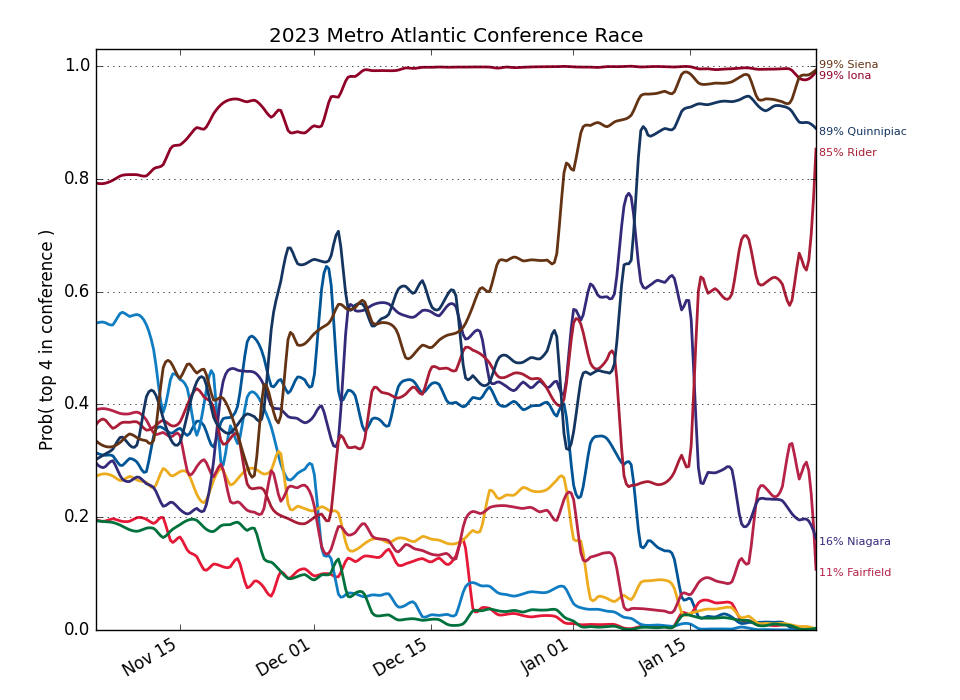 2023 Metro Atlantic Conference Race
Prob( top 4 in conference )
1.0
0.8
0.6
0.4
0.2
0.0
Nov 15
Dec 01
Dec 15
Jan 01
Jan 15
99% Siena
99% Iona
89% Quinnipiac
85% Rider
16% Niagara
11% Fairfield